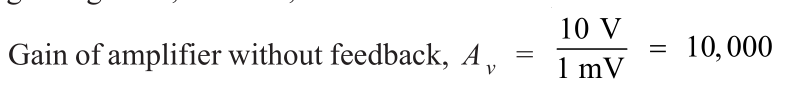 Gain of amplifier without feedback, A_v = 10 V / 1 mV = 10,000